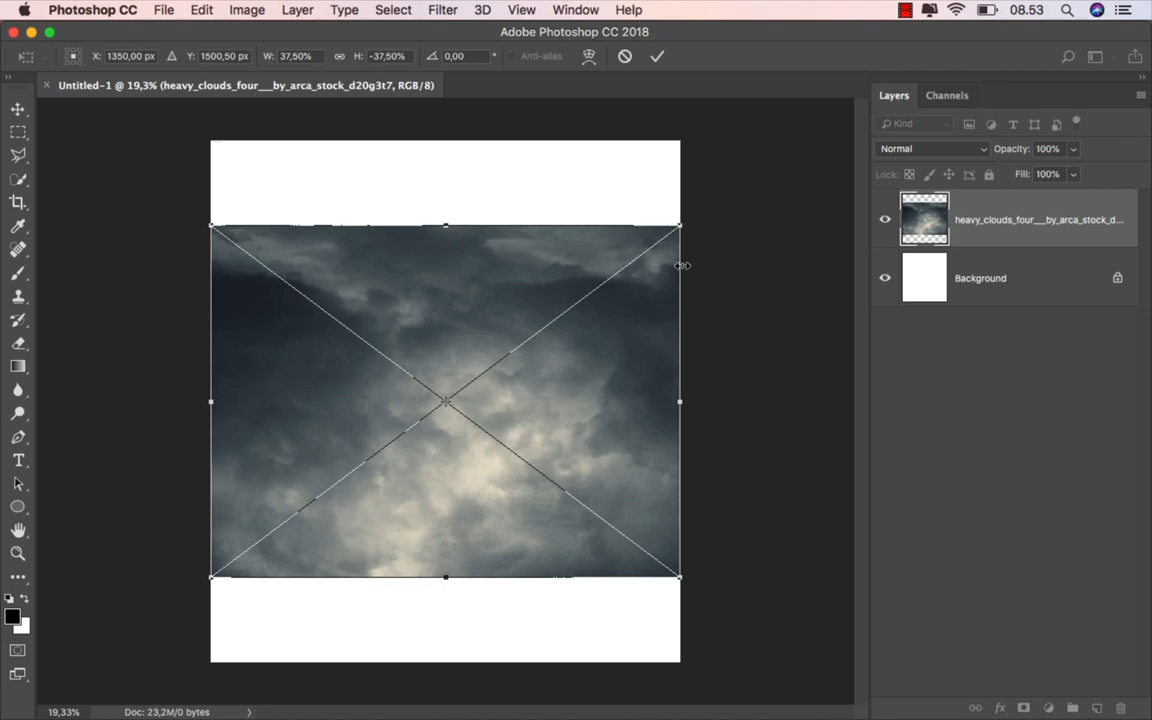 Photoshop CC File Edit Image Layer Type Select Filter 3D View Window Help 08.53
Adobe Photoshop CC 2018
X: 1350,00 px Y: 1500,50 px W: 37,50% H: -37,50% 0,00 ° Anti-alias
Untitled-1 @ 19,3% (heavy_clouds_four___by_arca_stock_d20g3t7, RGB/8)
Layers Channels
Kind
Normal Opacity: 100%
Lock: Fill: 100%
heavy_clouds_four___by_arca_stock_d...
Background
19,33% Doc: 23,2M/0 bytes